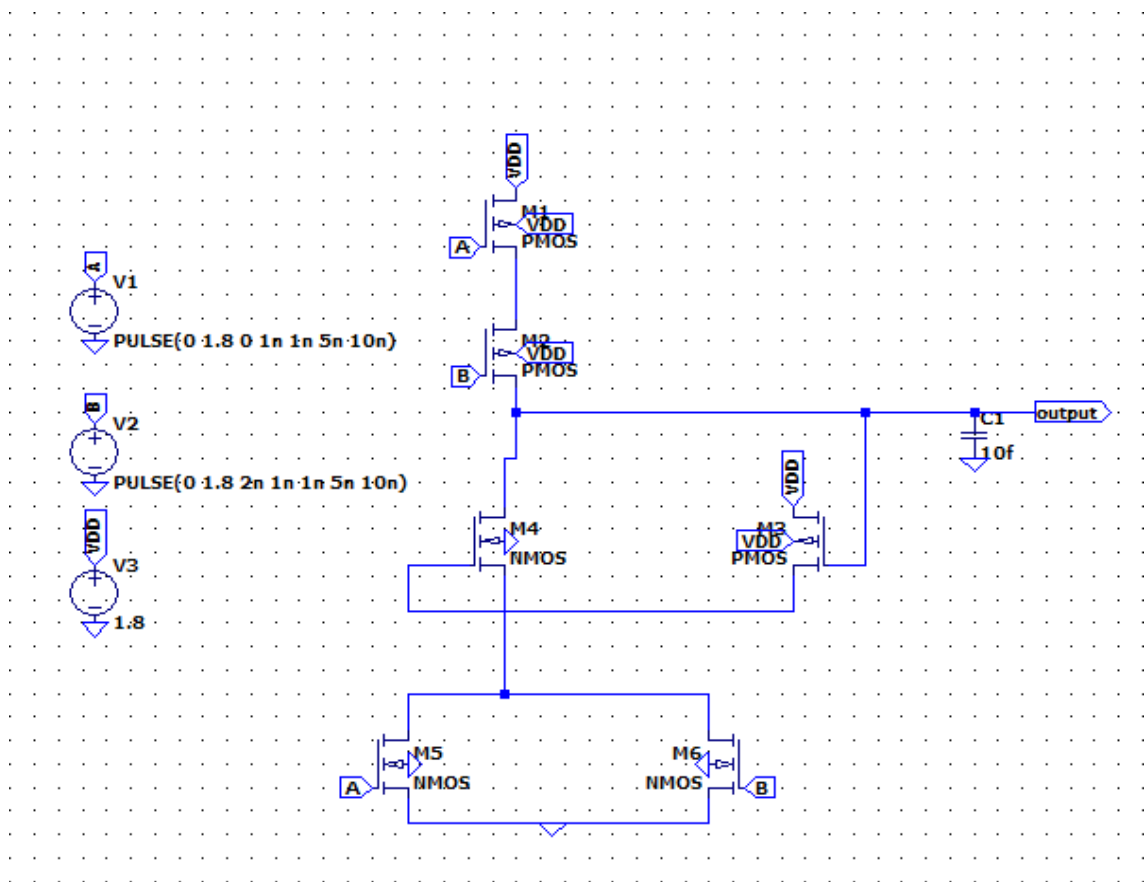 VDD
M1
VDD
PMOS
A
A
V1
PULSE(0 1.8 0 1n 1n 5n 10n)
M2
VDD
PMOS
B
B
V2
PULSE(0 1.8 2n 1n 1n 5n 10n)
output
C1
10f
VDD
VDD
M4
NMOS
M3
VDD
PMOS
V3
1.8
M5
NMOS
A
M6
NMOS
B